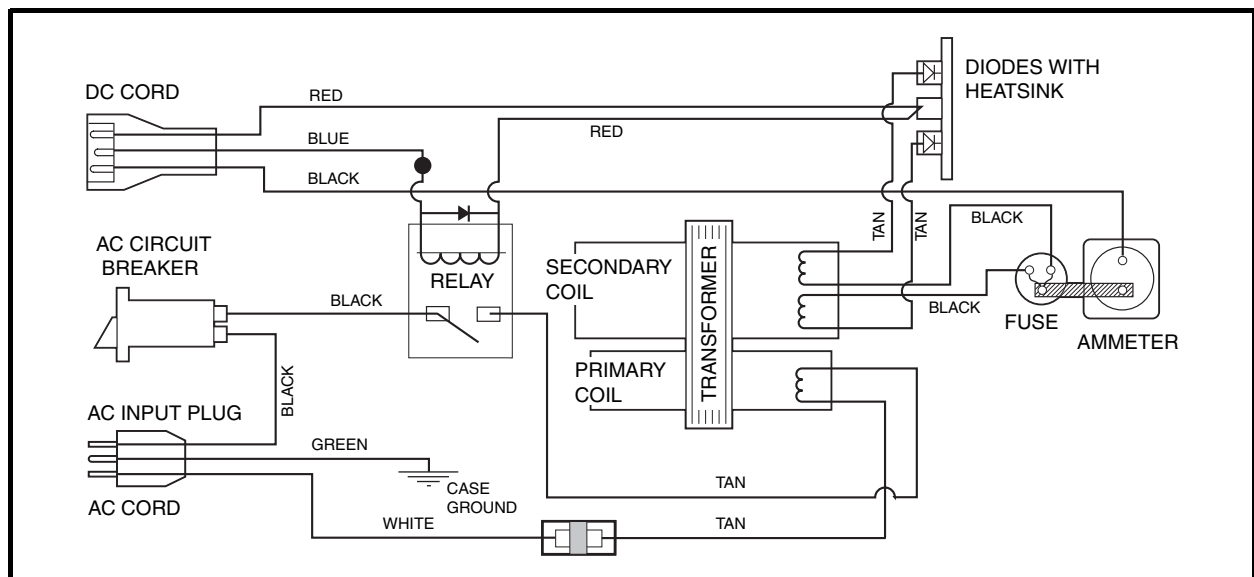 DC CORD
RED
BLUE
BLACK
RED
DIODES WITH
HEATSINK
TAN
TAN
BLACK
BLACK
FUSE
AMMETER
AC CIRCUIT
BREAKER
BLACK
RELAY
SECONDARY
COIL
TRANSFORMER
PRIMARY
COIL
BLACK
AC INPUT PLUG
GREEN
CASE
GROUND
AC CORD
WHITE
TAN
TAN